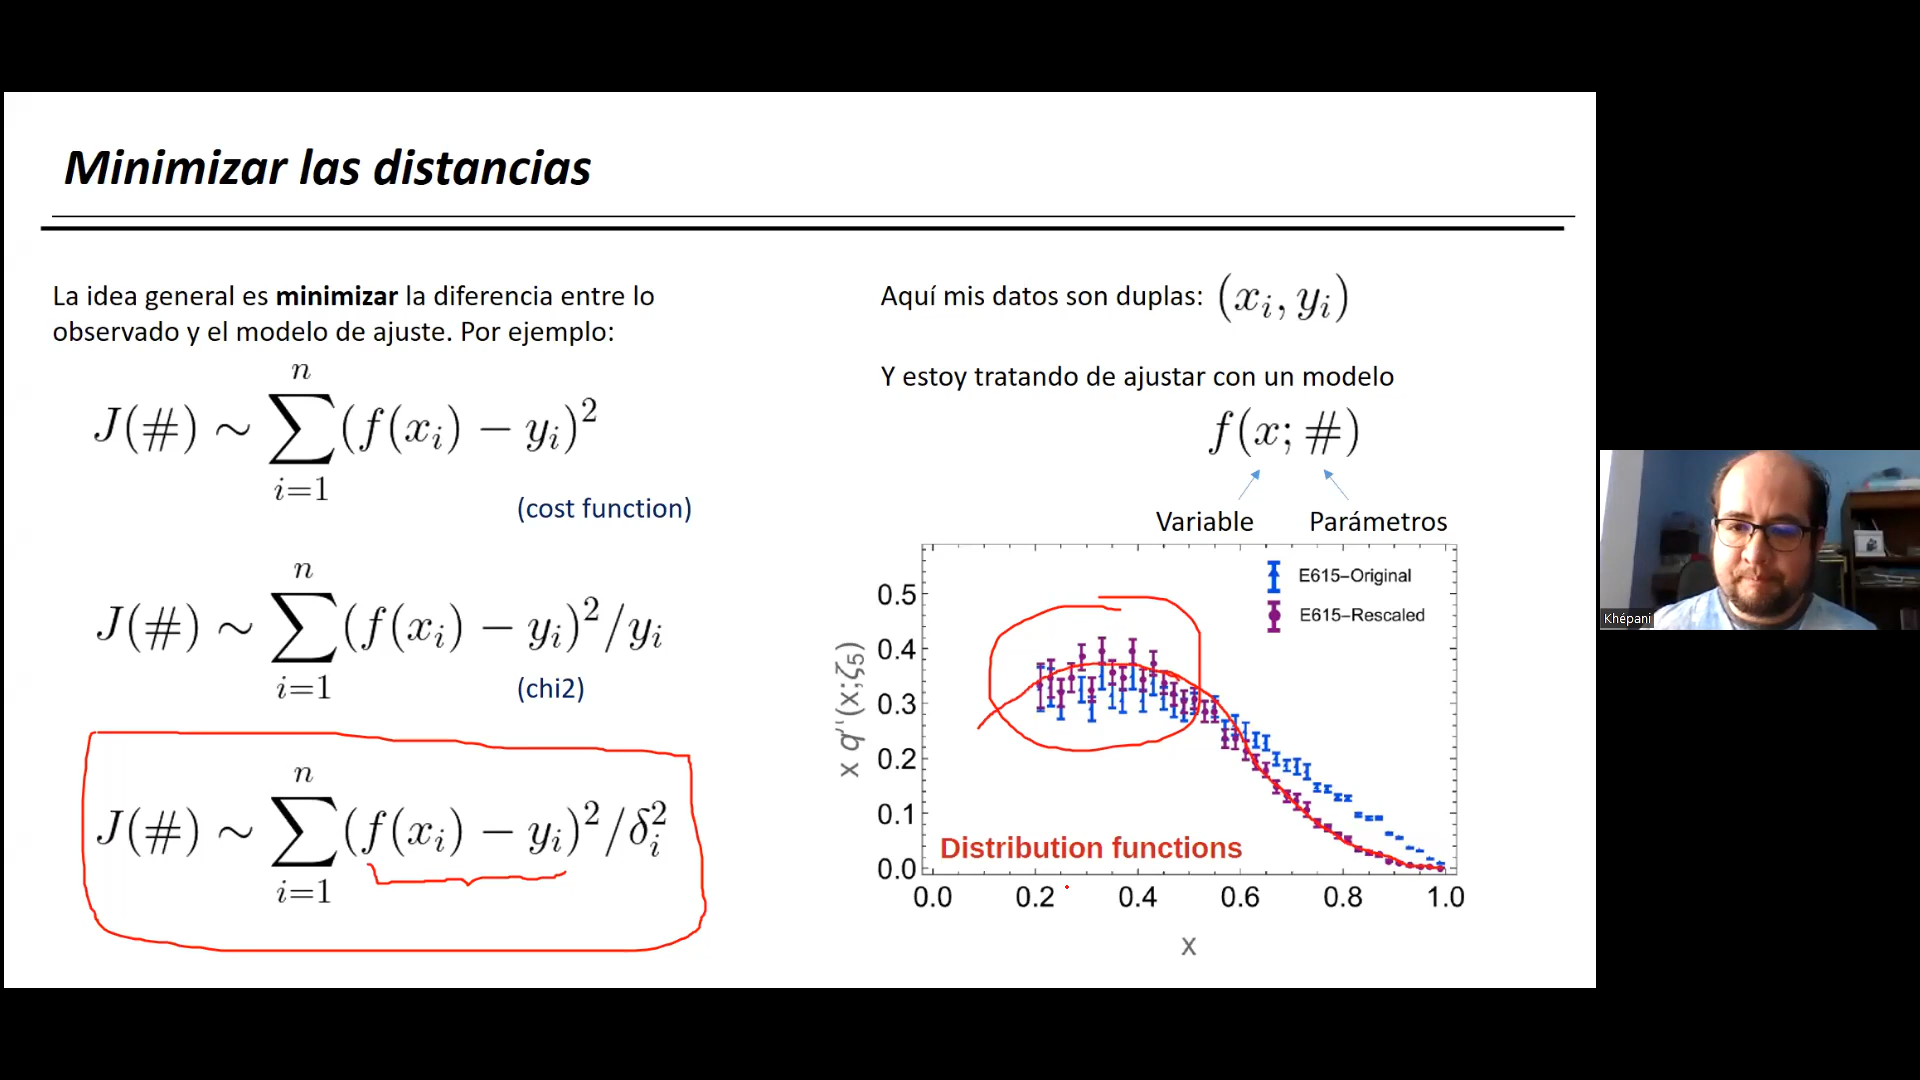 Minimizar las distancias
La idea general es minimizar la diferencia entre lo
observado y el modelo de ajuste. Por ejemplo:
J(#) ∼ ∑_{i=1}^{n} (f(x_i) − y_i)^2
(cost function)
J(#) ∼ ∑_{i=1}^{n} (f(x_i) − y_i)^2/y_i
(chi2)
J(#) ∼ ∑_{i=1}^{n} (f(x_i) − y_i)^2/δ_i^2
Aquí mis datos son duplas: (x_i, y_i)
Y estoy tratando de ajustar con un modelo
f(x; #)
Variable Parámetros
E615–Original
E615–Rescaled
0.5
0.4
0.3
0.2
0.1
0.0
Distribution functions
0.0 0.2 0.4 0.6 0.8 1.0
x
Khépani